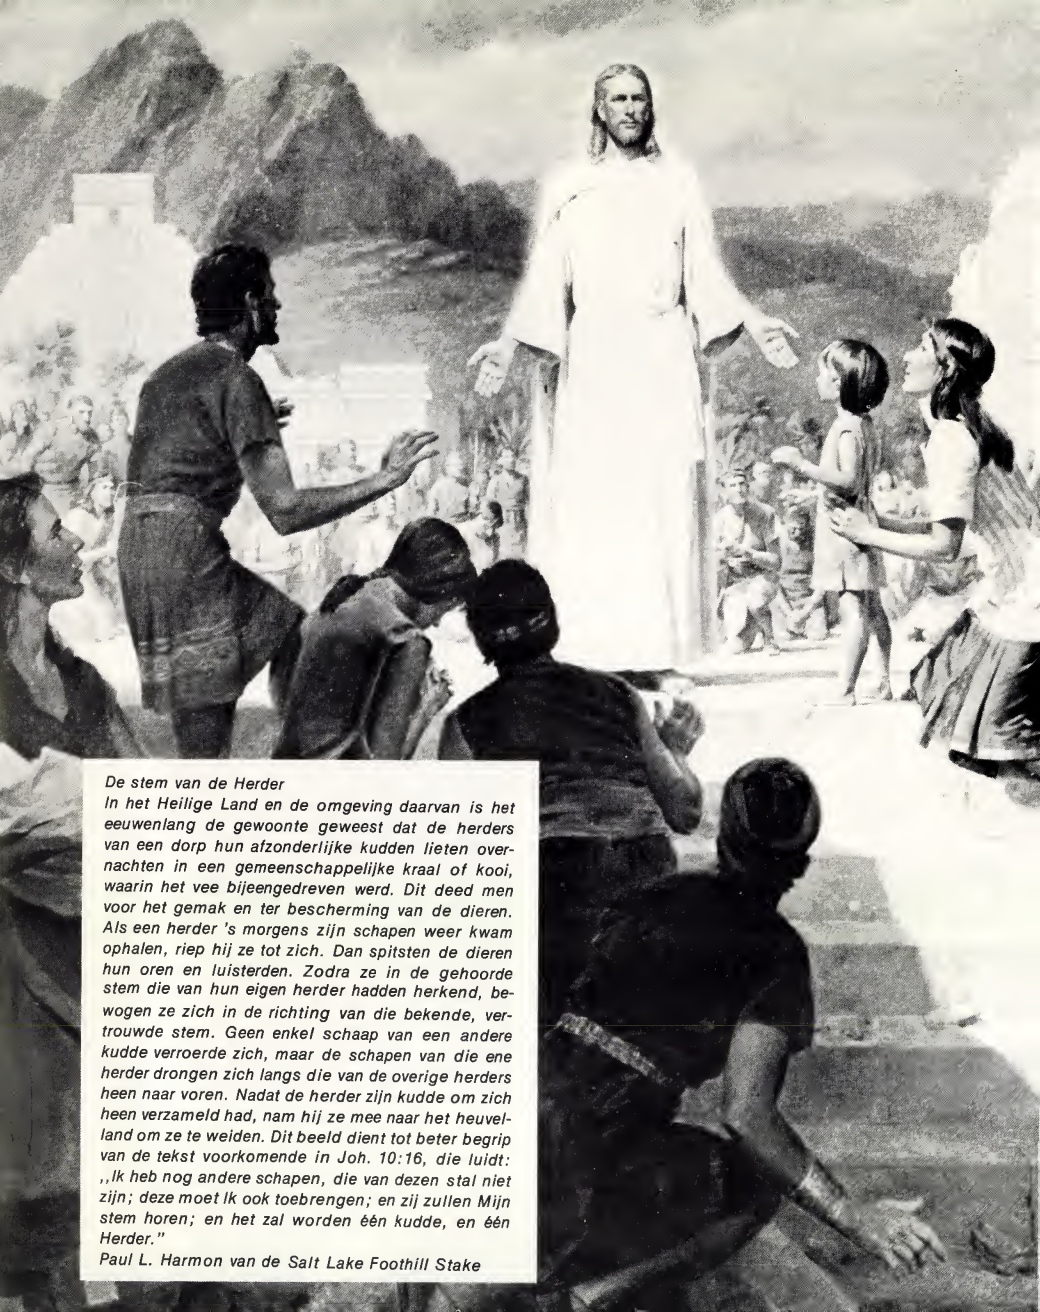 De stem van de Herder
In het Heilige Land en de omgeving daarvan is het
eeuwenlang de gewoonte geweest dat de herders
van een dorp hun afzonderlijke kudden lieten over-
nachten in een gemeenschappelijke kraal of kooi,
waarin het vee bijeengedreven werd. Dit deed men
voor het gemak en ter bescherming van de dieren.
Als een herder 's morgens zijn schapen weer kwam
ophalen, riep hij ze tot zich. Dan spitsten de dieren
hun oren en luisterden. Zodra ze in de gehoorde
stem die van hun eigen herder hadden herkend, be-
wogen ze zich in de richting van die bekende, ver-
trouwde stem. Geen enkel schaap van een andere
kudde verroerde zich, maar de schapen van die ene
herder drongen zich langs die van de overige herders
heen naar voren. Nadat de herder zijn kudde om zich
heen verzameld had, nam hij ze mee naar het heuvel-
land om ze te weiden. Dit beeld dient tot beter begrip
van de tekst voorkomende in Joh. 10:16, die luidt:
,,Ik heb nog andere schapen, die van dezen stal niet
zijn; deze moet Ik ook toebrengen; en zij zullen Mijn
stem horen; en het zal worden één kudde, en één
Herder.”
Paul L. Harmon van de Salt Lake Foothill Stake